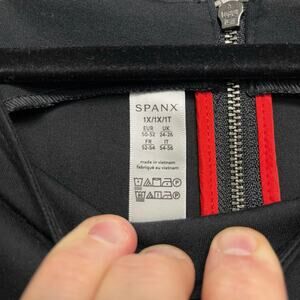 SPANX
1X/1X/1T
EUR UK
50-52 24-26
FR IT
52-54 54-56
made in vietnam
fabriqué au vietnam